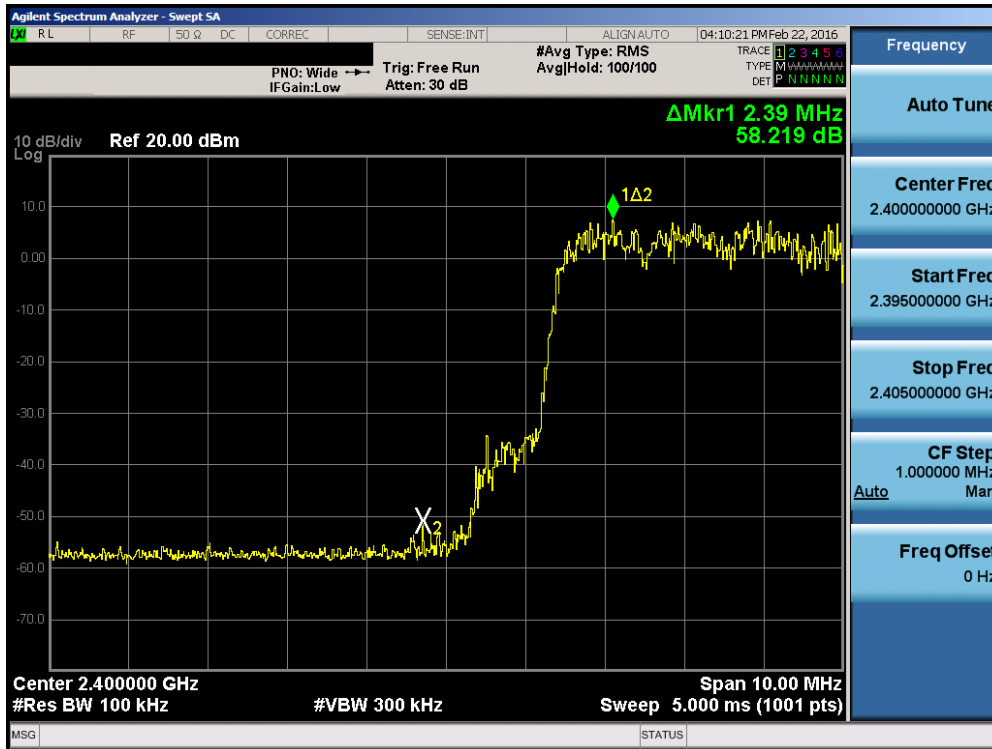 Agilent Spectrum Analyzer - Swept SA
LXI RL RF 50 Ω DC CORREC SENSE:INT ALIGN AUTO 04:10:21 PM Feb 22, 2016
PNO: Wide
IFGain:Low
Trig: Free Run
Atten: 30 dB
#Avg Type: RMS
Avg|Hold: 100/100
TRACE 1 2 3 4 5 6
TYPE M
DET P N N N N N
ΔMkr1 2.39 MHz
58.219 dB
10 dB/div
Log
Ref 20.00 dBm
10.0
0.00
-10.0
-20.0
-30.0
-40.0
-50.0
-60.0
-70.0
1Δ2
X2
Center 2.400000 GHz
#Res BW 100 kHz
#VBW 300 kHz
Span 10.00 MHz
Sweep 5.000 ms (1001 pts)
MSG
STATUS
Frequency
Auto Tune
Center Freq
2.400000000 GHz
Start Freq
2.395000000 GHz
Stop Freq
2.405000000 GHz
CF Step
1.000000 MHz
Auto Man
Freq Offset
0 Hz